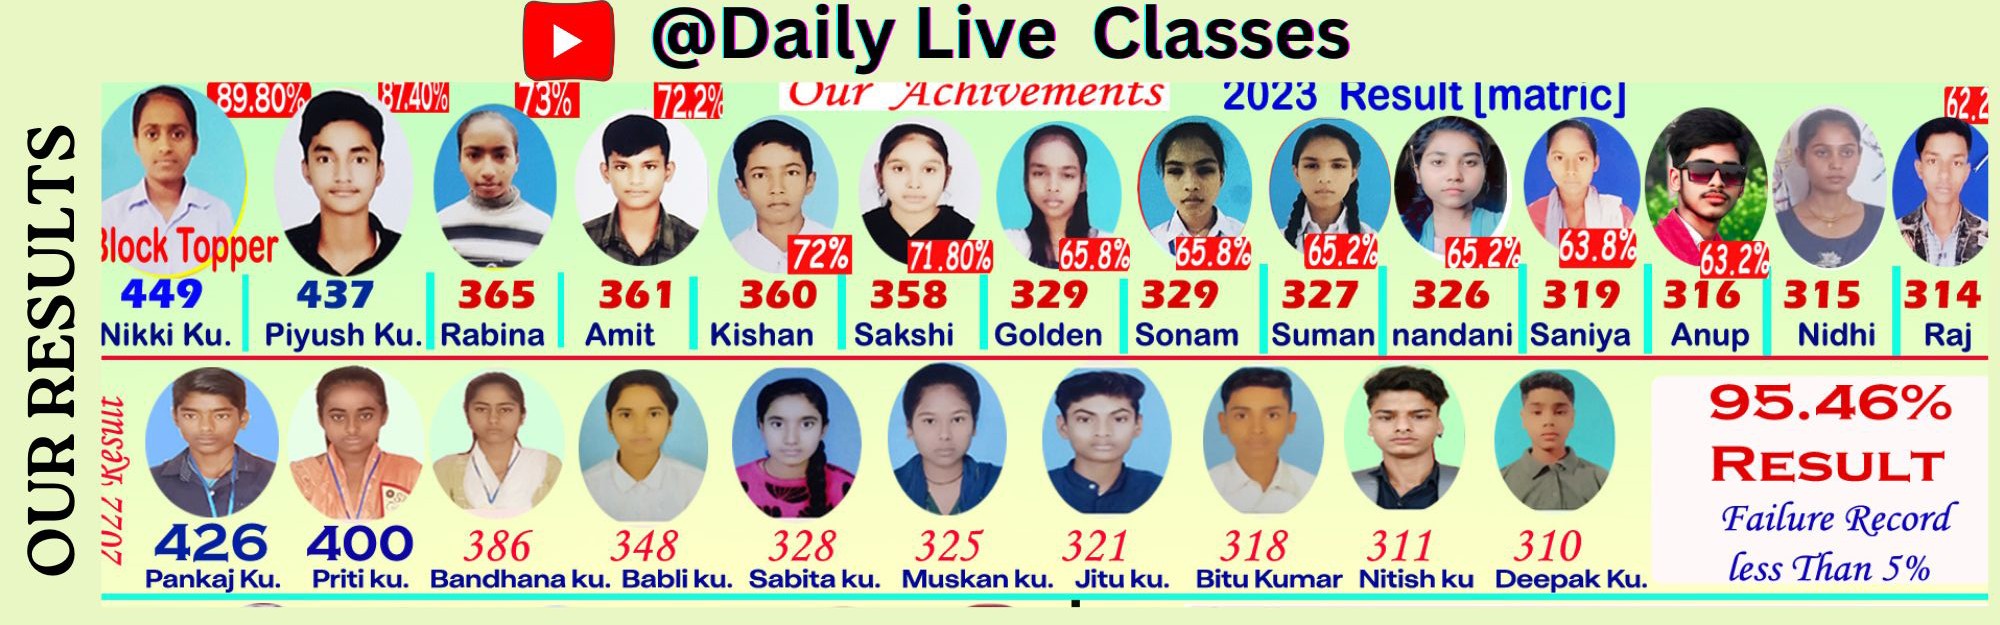 @Daily Live Classes
OUR RESULTS
Our Achivements 2023 Result [matric]
89.80% 87.40% 73% 72.2% 62.2
Block Topper 72% 71.80% 65.8% 65.8% 65.2% 65.2% 63.8% 63.2%
449 437 365 361 360 358 329 329 327 326 319 316 315 314
Nikki Ku. Piyush Ku. Rabina Amit Kishan Sakshi Golden Sonam Suman nandani Saniya Anup Nidhi Raj
2022 Result
426 400 386 348 328 325 321 318 311 310
Pankaj Ku. Priti ku. Bandhana ku. Babli ku. Sabita ku. Muskan ku. Jitu ku. Bitu Kumar Nitish ku Deepak Ku.
95.46%
RESULT
Failure Record
less Than 5%